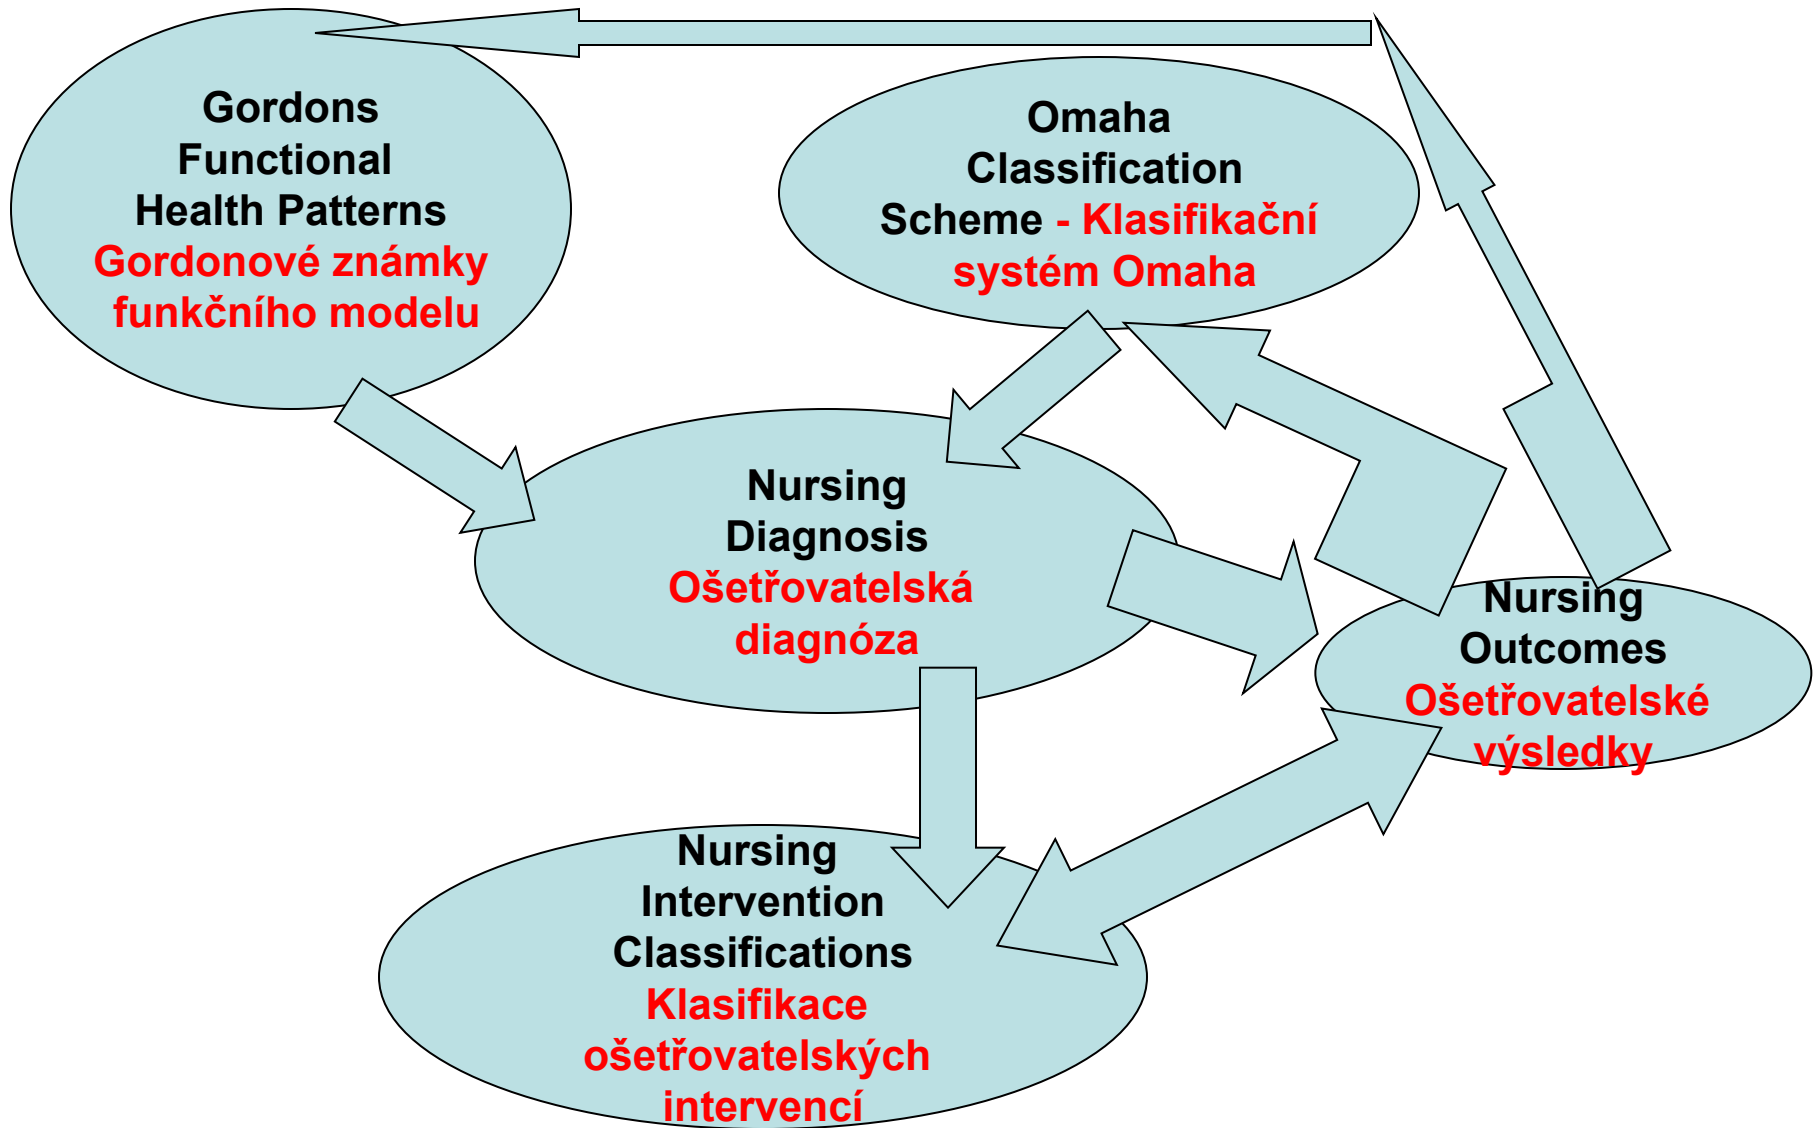 Gordons
Functional
Health Patterns
Gordonové známky
funkčního modelu
Omaha
Classification
Scheme - Klasifikační
systém Omaha
Nursing
Diagnosis
Ošetřovatelská
diagnóza
Nursing
Outcomes
Ošetřovatelské
výsledky
Nursing
Intervention
Classifications
Klasifikace
ošetřovatelských
intervencí